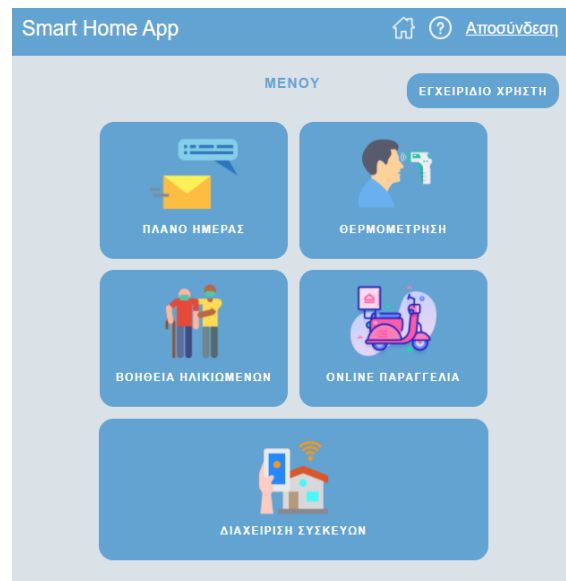 Smart Home App
Αποσύνδεση
ΜΕΝΟΥ
ΕΓΧΕΙΡΙΔΙΟ ΧΡΗΣΤΗ
ΠΛΑΝΟ ΗΜΕΡΑΣ
ΘΕΡΜΟΜΕΤΡΗΣΗ
ΒΟΗΘΕΙΑ ΗΛΙΚΙΩΜΕΝΩΝ
ONLINE ΠΑΡΑΓΓΕΛΙΑ
ΔΙΑΧΕΙΡΙΣΗ ΣΥΣΚΕΥΩΝ